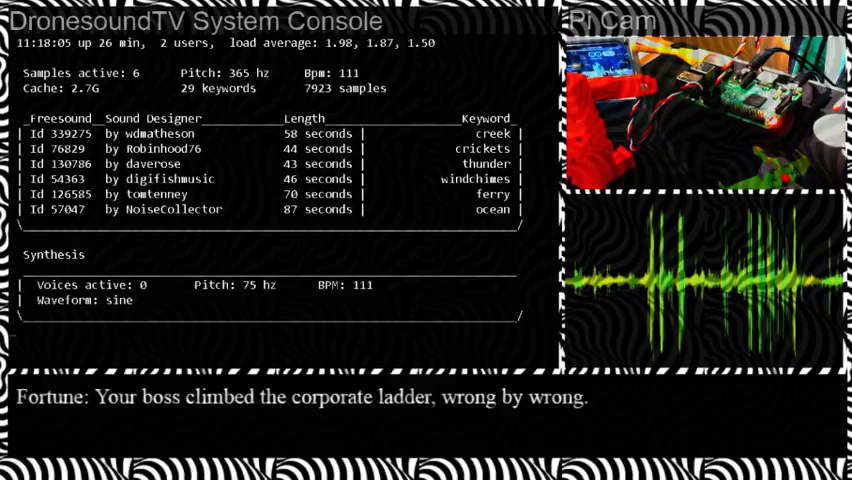 DronesoundTV System Console
Pi Cam
11:18:05 up 26 min, 2 users, load average: 1.98, 1.87, 1.50
Samples active: 6 Pitch: 365 hz Bpm: 111
Cache: 2.7G 29 keywords 7923 samples
_Freesound__Sound Designer___________Length________________Keyword_
| Id 339275 by wdmatheson 58 seconds | creek |
| Id 76829 by Robinhood76 44 seconds | crickets |
| Id 130786 by daverose 43 seconds | thunder |
| Id 54363 by digifishmusic 46 seconds | windchimes |
| Id 126585 by tomtenney 70 seconds | ferry |
| Id 57047 by NoiseCollector 87 seconds | ocean |
Synthesis
| Voices active: 0 Pitch: 75 hz BPM: 111
| Waveform: sine
Fortune: Your boss climbed the corporate ladder, wrong by wrong.